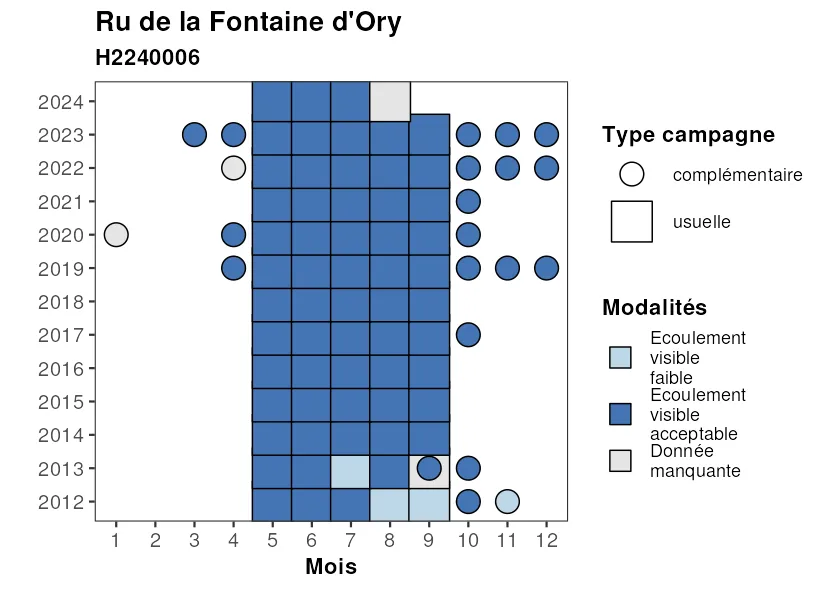 Ru de la Fontaine d'Ory
H2240006
2024
2023
2022
2021
2020
2019
2018
2017
2016
2015
2014
2013
2012
1 2 3 4 5 6 7 8 9 10 11 12
Mois
Type campagne
complémentaire
usuelle
Modalités
Ecoulement
visible
faible
Ecoulement
visible
acceptable
Donnée
manquante